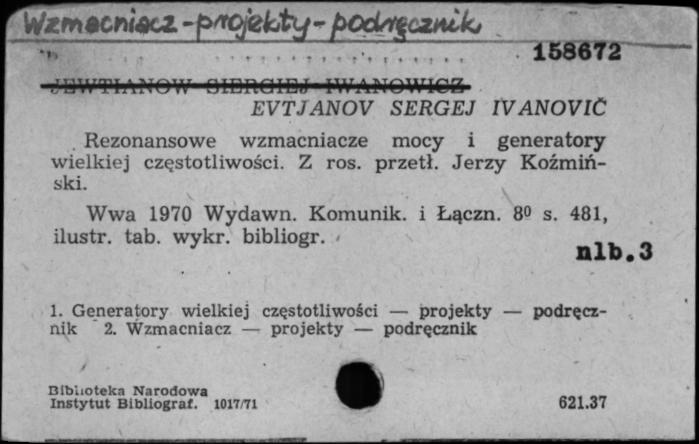 Wzmacniacz - projekty - podręcznik
158672
JEWTIANOW SIERGIEJ IWANOWICZ
EVTJANOV SERGEJ IVANOVIČ
Rezonansowe wzmacniacze mocy i generatory
wielkiej częstotliwości. Z ros. przetł. Jerzy Koźmiń-
ski.
Wwa 1970 Wydawn. Komunik. i Łączn. 8⁰ s. 481,
ilustr. tab. wykr. bibliogr.
nlb.3
1. Generatory wielkiej częstotliwości — projekty — podręcz-
nik 2. Wzmacniacz — projekty — podręcznik
Biblioteka Narodowa
Instytut Bibliograf. 1017/71
621.37